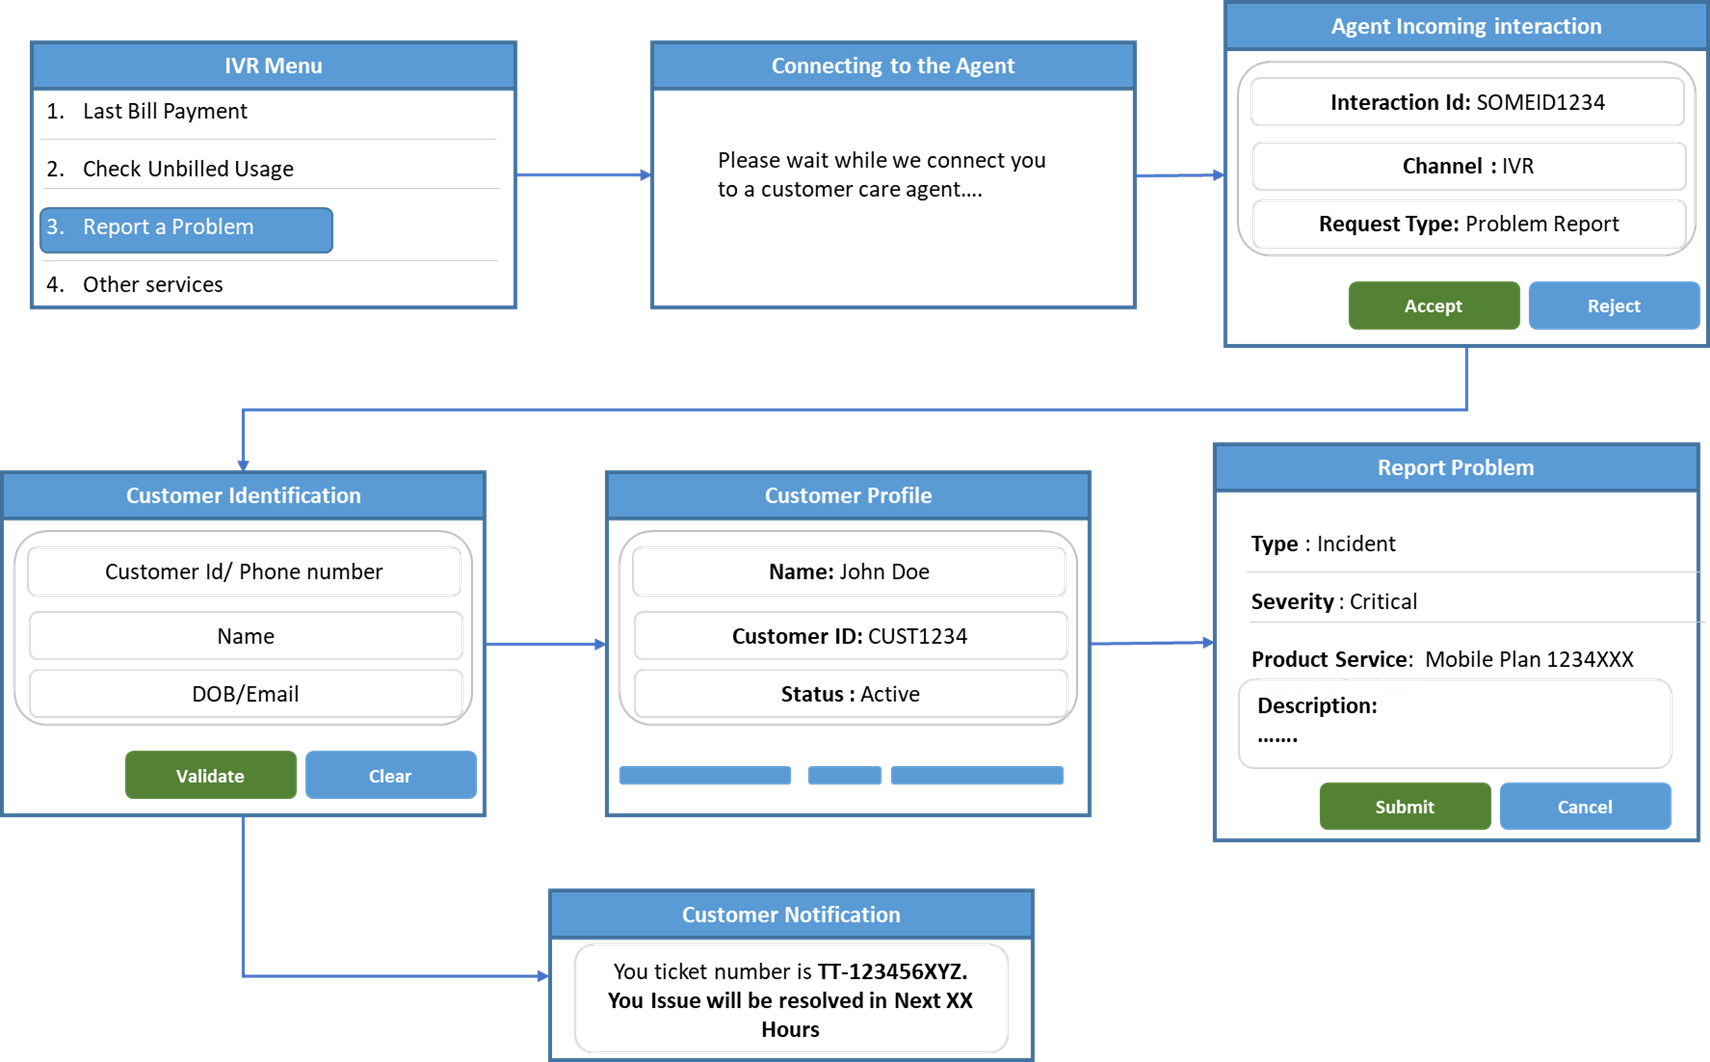 IVR Menu
1. Last Bill Payment
2. Check Unbilled Usage
3. Report a Problem
4. Other services
Connecting to the Agent
Please wait while we connect you
to a customer care agent....
Agent Incoming interaction
Interaction Id: SOMEID1234
Channel : IVR
Request Type: Problem Report
Accept
Reject
Customer Identification
Customer Id/ Phone number
Name
DOB/Email
Validate
Clear
Customer Profile
Name: John Doe
Customer ID: CUST1234
Status : Active
Report Problem
Type : Incident
Severity : Critical
Product Service: Mobile Plan 1234XXX
Description:
.......
Submit
Cancel
Customer Notification
You ticket number is TT-123456XYZ.
You Issue will be resolved in Next XX
Hours